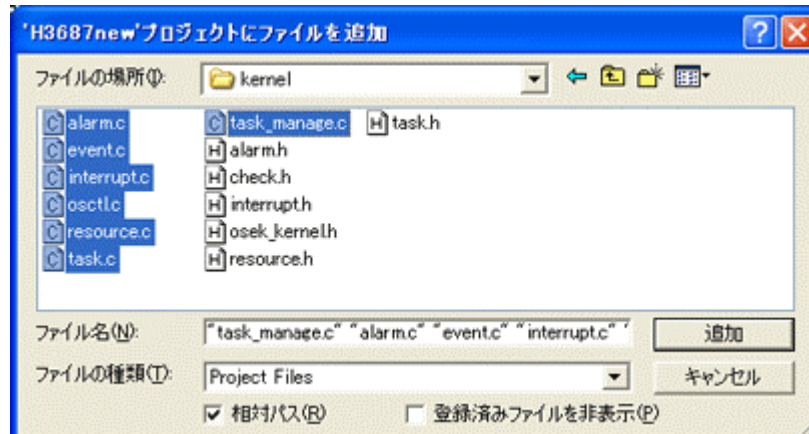 'H3687new'プロジェクトにファイルを追加
ファイルの場所(I):
kernel
alarm.c
event.c
interrupt.c
osctl.c
resource.c
task.c
task_manage.c
alarm.h
check.h
interrupt.h
osek_kernel.h
resource.h
task.h
ファイル名(N):
"task_manage.c" "alarm.c" "event.c" "interrupt.c" "
追加
ファイルの種類(T):
Project Files
キャンセル
相対パス(R)
登録済みファイルを非表示(P)